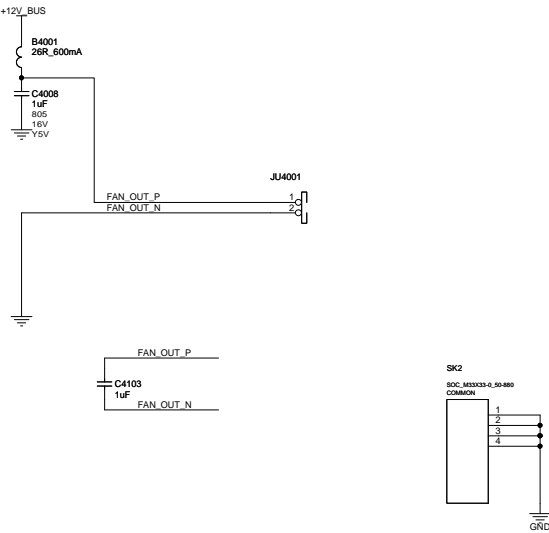 +12V_BUS
B4001
26R_600mA
C4008
1uF
805
16V
Y5V
JU4001
FAN_OUT_P
1
FAN_OUT_N
2
FAN_OUT_P
C4103
1uF
FAN_OUT_N
SK2
SOC_M33X33-0_50-880
COMMON
1
2
3
4
GND